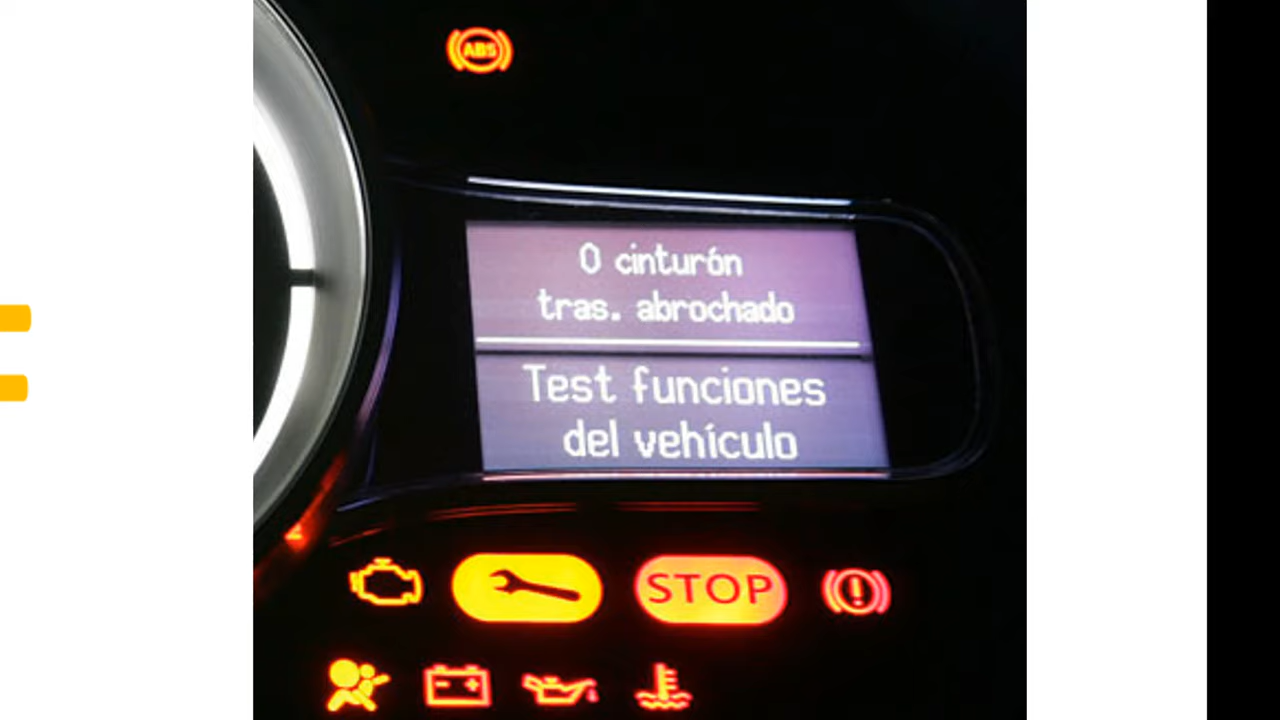 ABS
0 cinturón
tras. abrochado
Test funciones
del vehículo
STOP